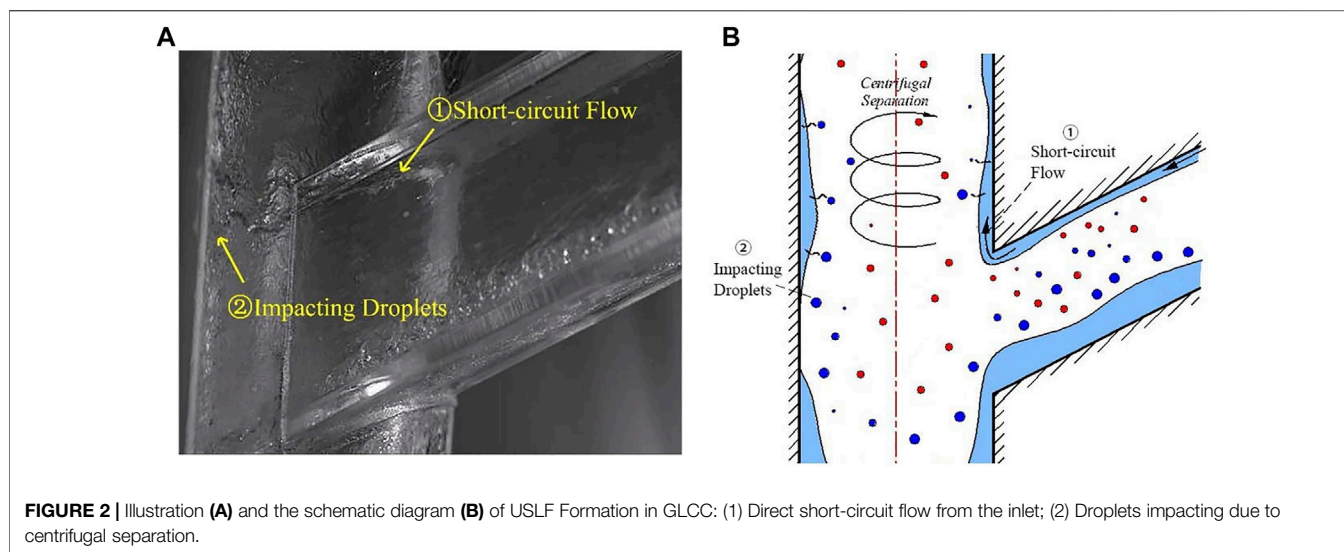 A
①Short-circuit Flow
②Impacting Droplets
B
Centrifugal
Separation
①
Short-circuit
Flow
②
Impacting
Droplets
FIGURE 2 | Illustration (A) and the schematic diagram (B) of USLF Formation in GLCC: (1) Direct short-circuit flow from the inlet; (2) Droplets impacting due to
centrifugal separation.